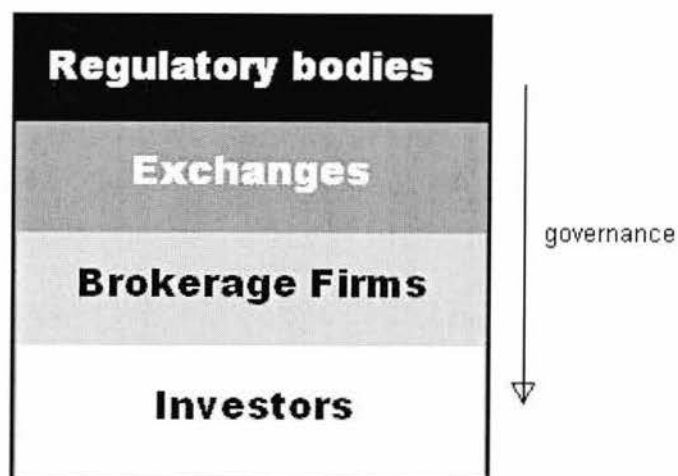 Regulatory bodies
Exchanges
governance
Brokerage Firms
Investors